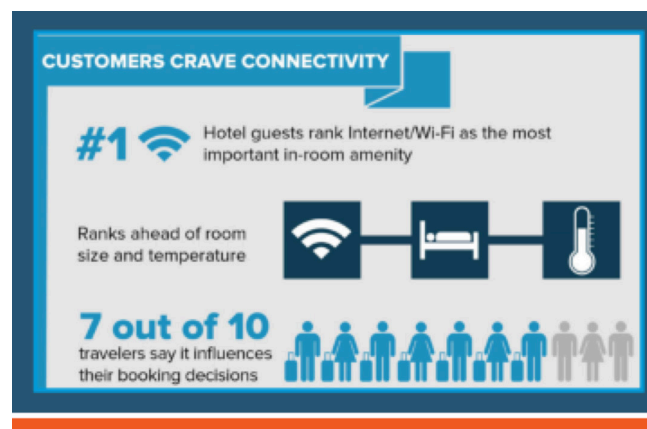 CUSTOMERS CRAVE CONNECTIVITY
#1
Hotel guests rank Internet/Wi-Fi as the most
important in-room amenity
Ranks ahead of room
size and temperature
7 out of 10
travelers say it influences
their booking decisions